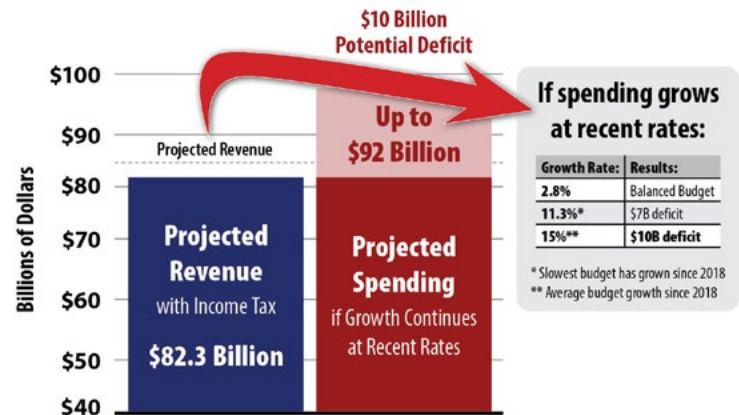 $10 Billion
Potential Deficit
$100
$90
$80
$70
$60
$50
$40
Billions of Dollars
Projected Revenue
Up to
$92 Billion
Projected
Revenue
with Income Tax
$82.3 Billion
Projected
Spending
if Growth Continues
at Recent Rates
If spending grows
at recent rates:
Growth Rate: Results:
2.8% Balanced Budget
11.3%* $7B deficit
15%** $10B deficit
* Slowest budget has grown since 2018
** Average budget growth since 2018